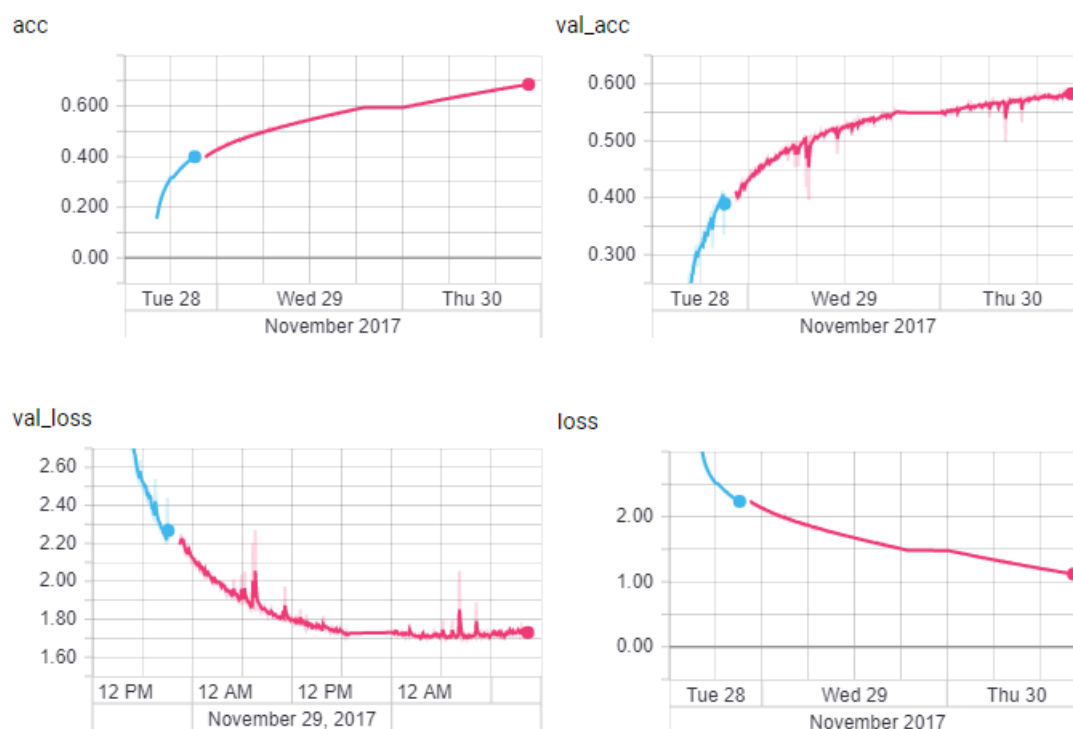 acc
0.600
0.400
0.200
0.00
Tue 28 Wed 29 Thu 30
November 2017
val_acc
0.600
0.500
0.400
0.300
Tue 28 Wed 29 Thu 30
November 2017
val_loss
2.60
2.40
2.20
2.00
1.80
1.60
12 PM 12 AM 12 PM 12 AM
November 29, 2017
loss
2.00
1.00
0.00
Tue 28 Wed 29 Thu 30
November 2017